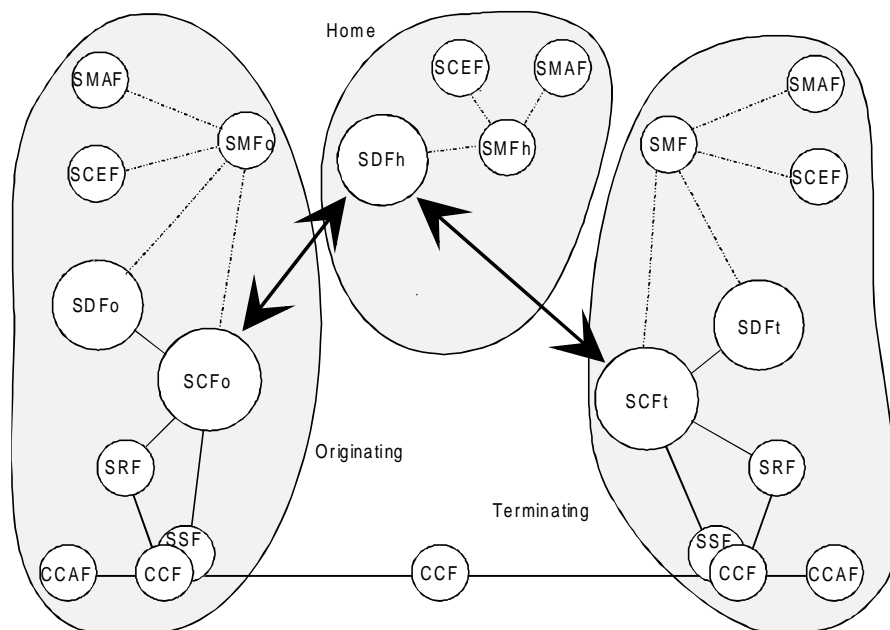 Home
SMAF
SCEF
SMAF
SMAF
SMFo
SMFh
SMF
SDFh
SCEF
SCEF
SDFo
SDFt
SCFo
SCFt
Originating
SRF
SRF
Terminating
SSF
SSF
CCAF
CCF
CCF
CCF
CCAF